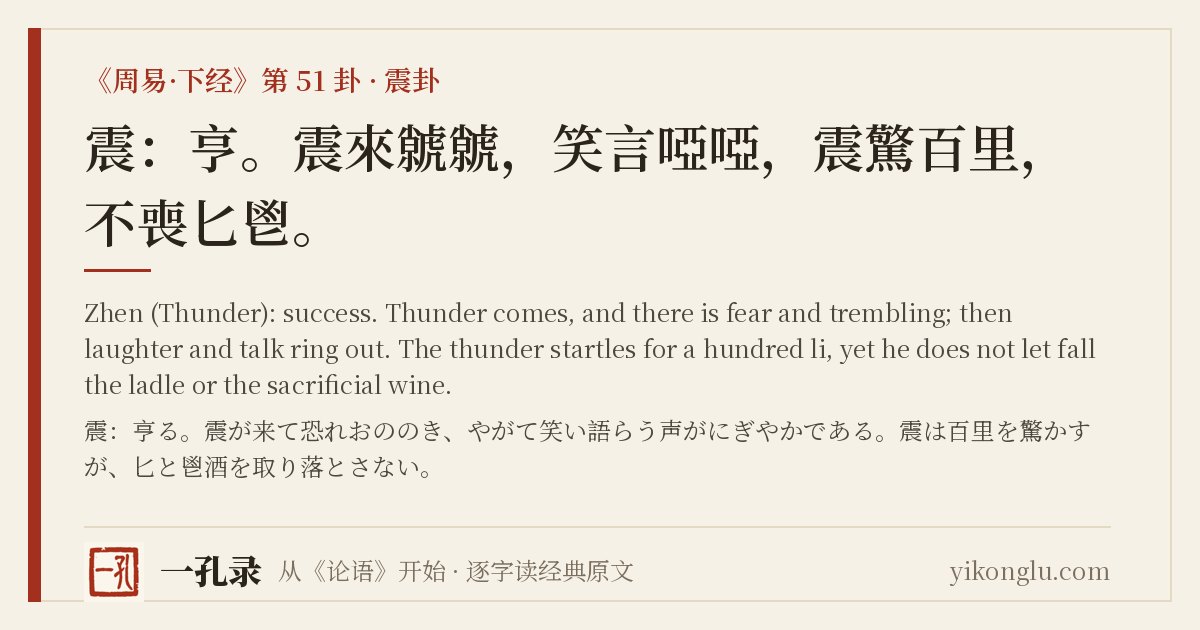 《周易·下经》第 51 卦 · 震卦
震：亨。震來虩虩，笑言啞啞，震驚百里，
不喪匕鬯。
Zhen (Thunder): success. Thunder comes, and there is fear and trembling; then
laughter and talk ring out. The thunder startles for a hundred li, yet he does not let fall
the ladle or the sacrificial wine.
震：亨る。震が来て恐れおののき、やがて笑い語らう声がにぎやかである。震は百里を驚かす
が、匕と鬯酒を取り落とさない。
一孔
一孔录 从《论语》开始 · 逐字读经典原文
yikonglu.com